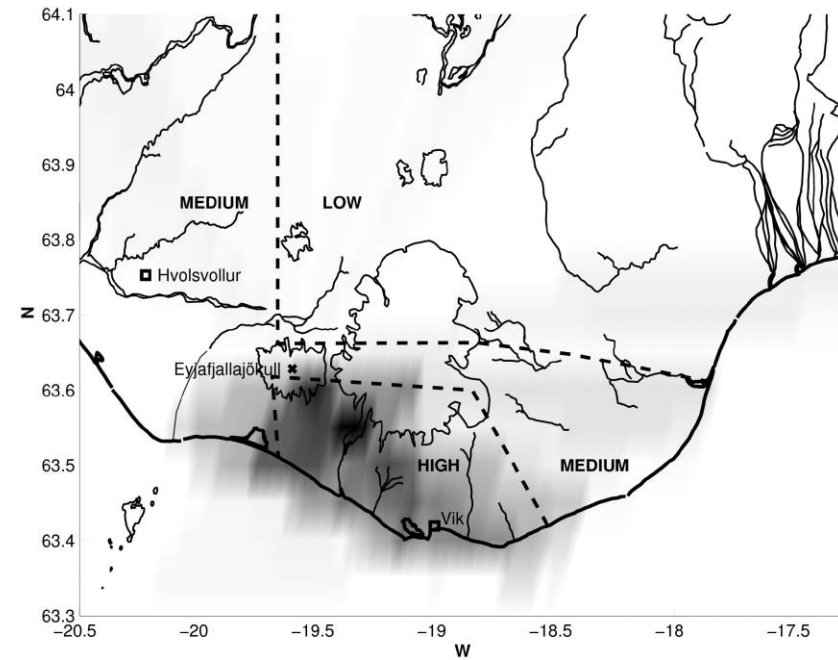 64.1
64
63.9
63.8
63.7
63.6
63.5
63.4
63.3
N
MEDIUM
LOW
Hvolsvollur
Eyjafjallajökull
HIGH
MEDIUM
Vik
−20.5
−20
−19.5
−19
−18.5
−18
−17.5
W